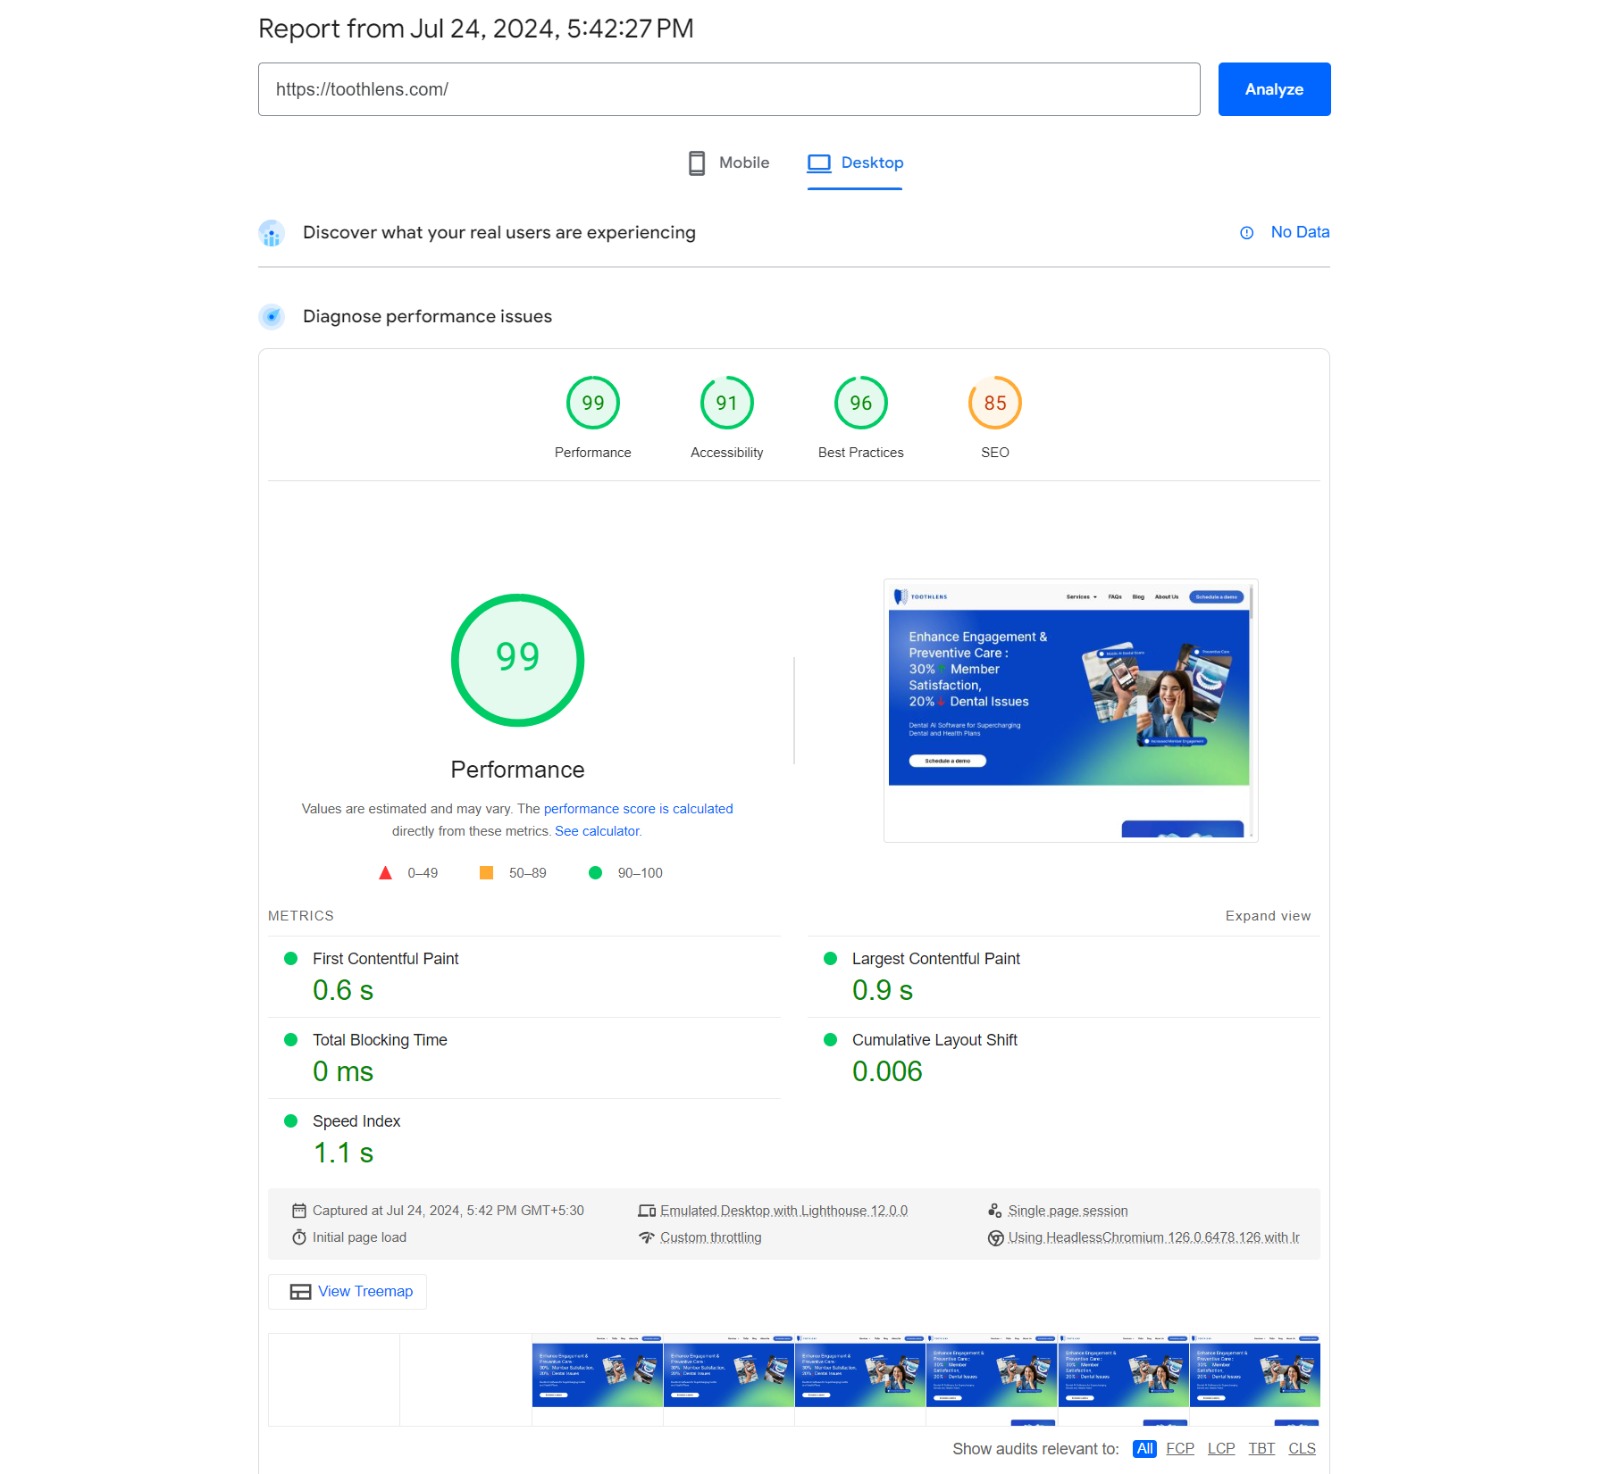 Report from Jul 24, 2024, 5:42:27 PM
https://toothlens.com/
Analyze
Mobile
Desktop
Discover what your real users are experiencing
No Data
Diagnose performance issues
99
91
96
85
Performance
Accessibility
Best Practices
SEO
99
Performance
Values are estimated and may vary. The performance score is calculated
directly from these metrics. See calculator.
0–49
50–89
90–100
TOOTHLENS
Services
FAQs
Blog
About Us
Schedule a demo
Enhance Engagement &
Preventive Care :
30% Member
Satisfaction,
20% Dental Issues
Dental AI Software for Supercharging
Dental and Health Plans
Schedule a demo
Preventive Care
Increased Member Engagement
METRICS
Expand view
First Contentful Paint
0.6 s
Largest Contentful Paint
0.9 s
Total Blocking Time
0 ms
Cumulative Layout Shift
0.006
Speed Index
1.1 s
Captured at Jul 24, 2024, 5:42 PM GMT+5:30
Emulated Desktop with Lighthouse 12.0.0
Single page session
Initial page load
Custom throttling
Using HeadlessChromium 126.0.6478.126 with lr
View Treemap
Show audits relevant to:
All
FCP
LCP
TBT
CLS